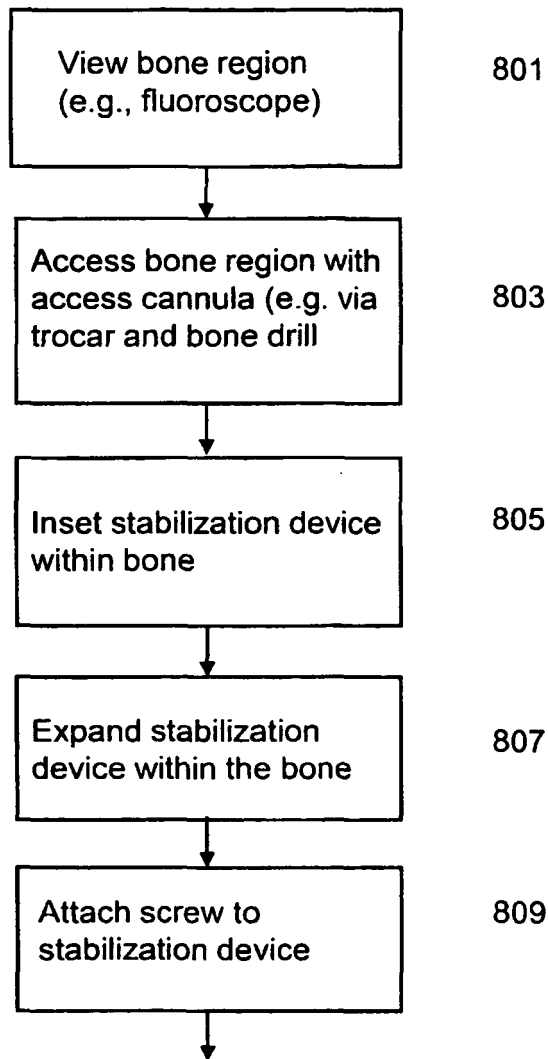 View bone region
(e.g., fluoroscope)
801
Access bone region with
access cannula (e.g. via
trocar and bone drill
803
Inset stabilization device
within bone
805
Expand stabilization
device within the bone
807
Attach screw to
stabilization device
809